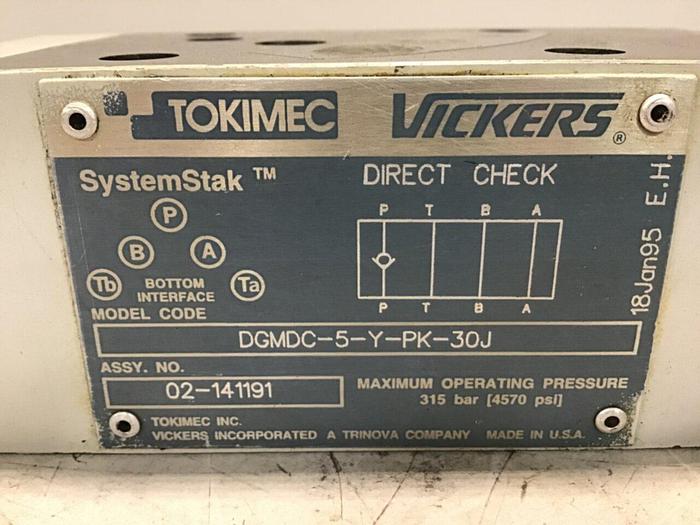 TOKIMEC VICKERS ®
SystemStak ™
P
B A
Tb Ta
BOTTOM
INTERFACE
DIRECT CHECK
P T B A
P T B A
18Jan95 E.H.
MODEL CODE
DGMDC-5-Y-PK-30J
ASSY. NO.
02-141191
MAXIMUM OPERATING PRESSURE
315 bar [4570 psi]
TOKIMEC INC.
VICKERS INCORPORATED A TRINOVA COMPANY MADE IN U.S.A.